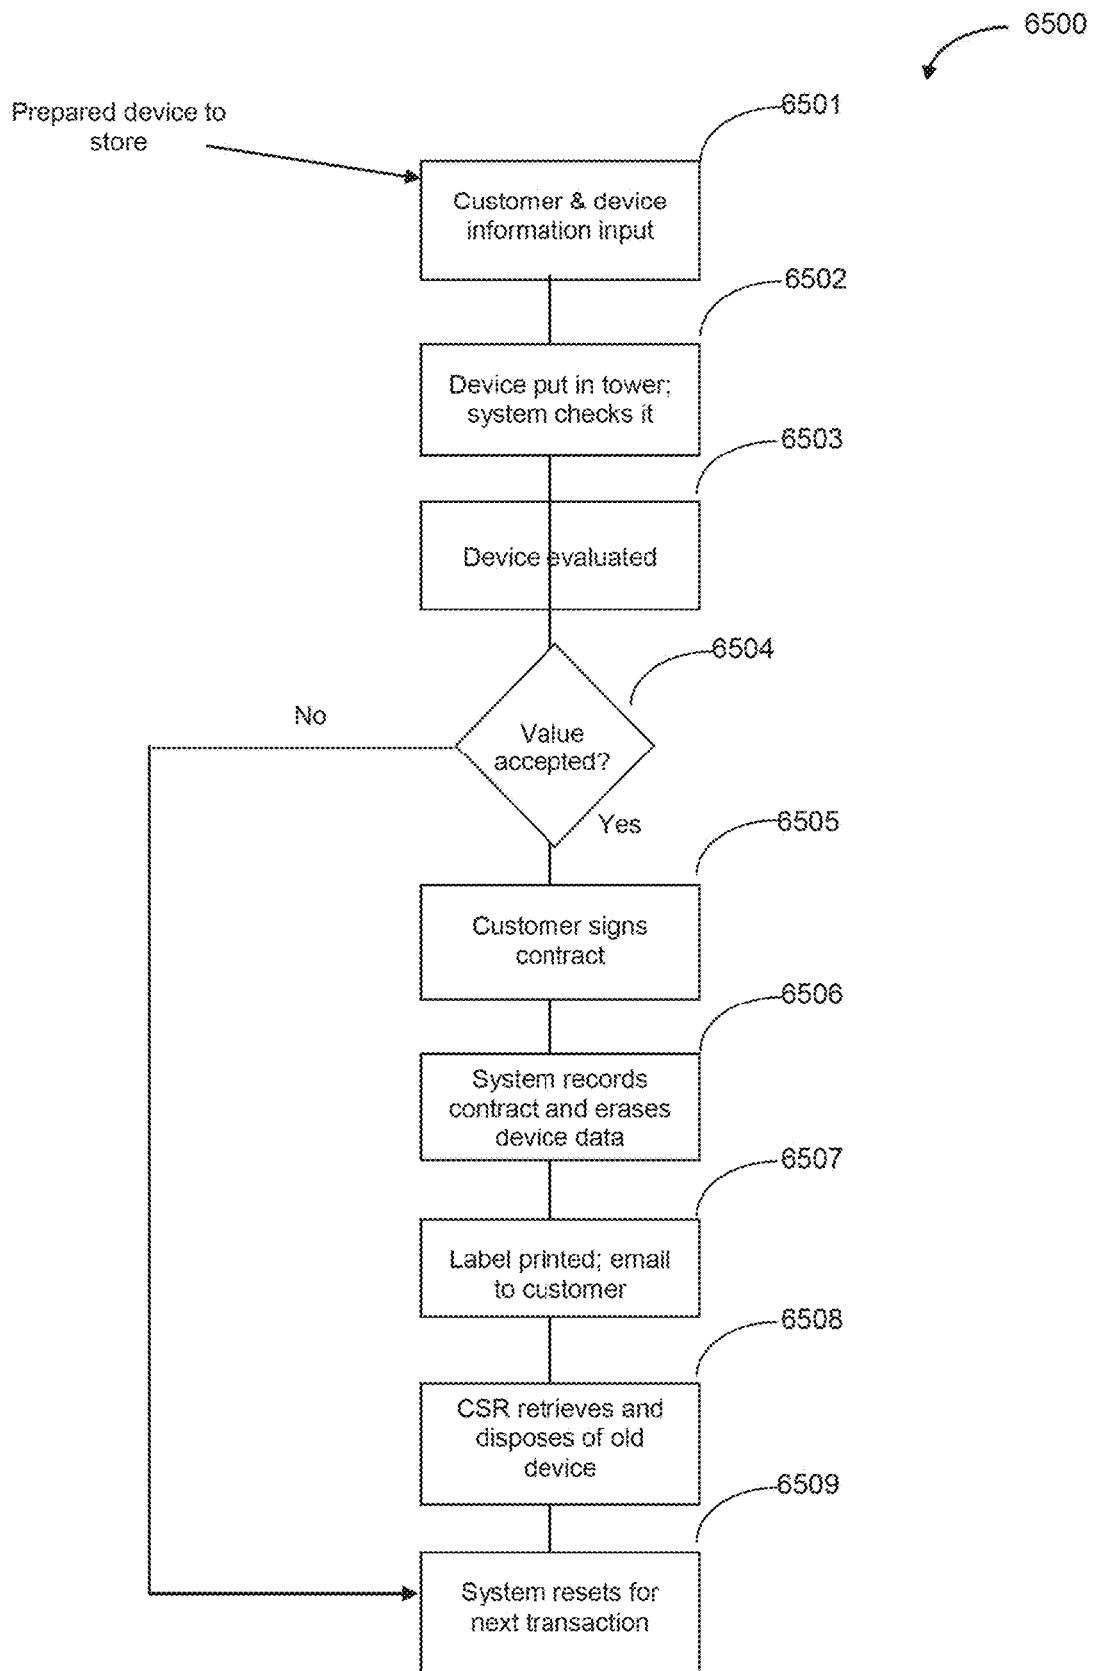 6500
Prepared device to
store
6501
Customer & device
information input
6502
Device put in tower;
system checks it
6503
Device evaluated
6504
No
Value
accepted?
Yes
6505
Customer signs
contract
6506
System records
contract and erases
device data
6507
Label printed; email
to customer
6508
CSR retrieves and
disposes of old
device
6509
System resets for
next transaction